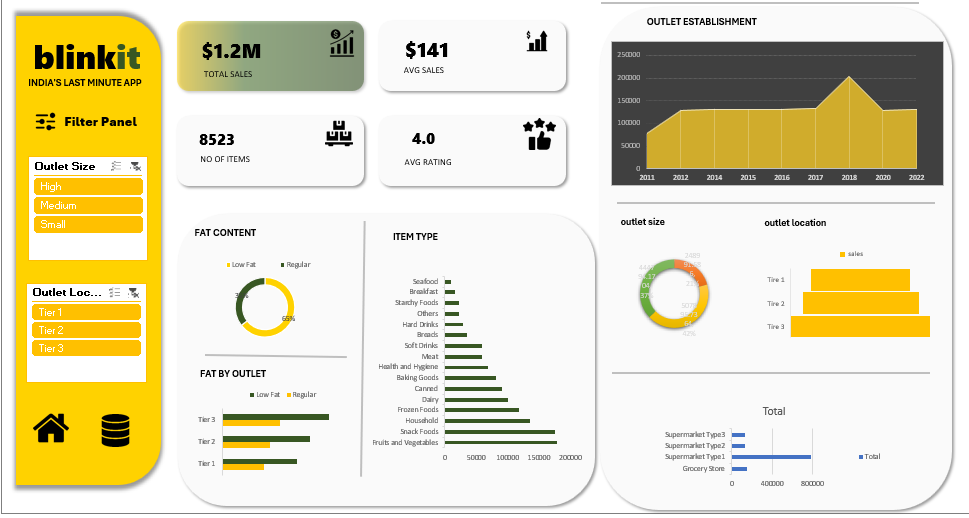 blinkit
INDIA'S LAST MINUTE APP
Filter Panel
Outlet Size
High
Medium
Small
Outlet Loc...
Tier 1
Tier 2
Tier 3
$1.2M
TOTAL SALES
$141
AVG SALES
8523
NO OF ITEMS
4.0
AVG RATING
FAT CONTENT
Low Fat Regular
65%
FAT BY OUTLET
Low Fat Regular
Tier 3
Tier 2
Tier 1
ITEM TYPE
Seafood
Breakfast
Starchy Foods
Others
Hard Drinks
Breads
Soft Drinks
Meat
Health and Hygiene
Baking Goods
Canned
Dairy
Frozen Foods
Household
Snack Foods
Fruits and Vegetables
0 50000 100000 150000 200000
OUTLET ESTABLISHMENT
250000
200000
150000
100000
50000
0
2011 2012 2014 2015 2016 2017 2018 2020 2022
outlet size
outlet location
sales
Tire 1
Tire 2
Tire 3
Total
Supermarket Type3
Supermarket Type2
Supermarket Type1
Grocery Store
0 400000 800000
Total